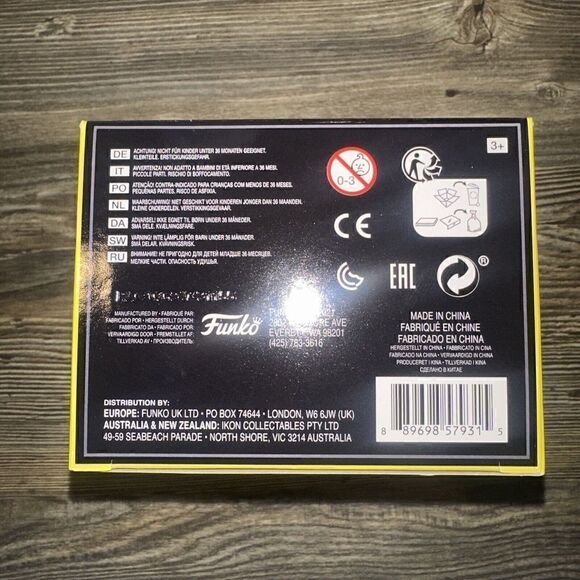 DE ACHTUNG! NICHT FÜR KINDER UNTER 36 MONATEN GEEIGNET.
KLEINTEILE. ERSTICKUNGSGEFAHR.
IT AVVERTENZA! NON ADATTO A BAMBINI DI ETÀ INFERIORE A 36 MESI.
PICCOLE PARTI. RISCHIO DI SOFFOCAMENTO.
PO ATENÇÃO! CONTRA-INDICADO PARA CRIANÇAS COM MENOS DE 36 MESES.
PEQUENAS PARTES, RISCO DE ASFIXIA.
NL WAARSCHUWING! NIET GESCHIKT VOOR KINDEREN JONGER DAN 36 MAANDEN.
KLEINE ONDERDELEN. VERSTIKKINGSGEVAAR.
DA ADVARSEL! IKKE EGNET TIL BØRN UNDER 36 MÅNEDER.
SMÅ DELE. KVÆLNINGSFARE.
SW VARNING! INTE LÄMPLIG FÖR BARN UNDER 36 MÅNADER.
SMÅ DELAR. KVÄVNINGSRISK.
RU ВНИМАНИЕ! НЕ ПРИГОДНО ДЛЯ ДЕТЕЙ МЛАДШЕ 36-МЕСЯЦЕВ.
МЕЛКИЕ ЧАСТИ. ОПАСНОСТЬ УДУШЬЯ.
3+
0-3
CE
EAC
®
MANUFACTURED BY • FABRIQUÉ PAR
FABRICADO POR • HERGESTELLT DURCH
FABBRICATO DA • FABRICADO POR
VERVAARDIGD DOOR • FREMSTILLET AF
TILLVERKAD AV • ПРОИЗВОДИТЕЛЬ:
Funko
AVE
98201
(425) 783-3616
MADE IN CHINA
FABRIQUÉ EN CHINE
HERGESTELLT IN CHINA • FABBRICATO IN CINA
FABRICADO NA CHINA • VERVAARDIGD IN CHINA
PRODUCERET I KINA • TILLVERKAD I KINA
СДЕЛАНО В КИТАЕ
DISTRIBUTION BY:
EUROPE: FUNKO UK LTD • PO BOX 74644 • LONDON, W6 6JW (UK)
AUSTRALIA & NEW ZEALAND: IKON COLLECTABLES PTY LTD
49-59 SEABEACH PARADE • NORTH SHORE, VIC 3214 AUSTRALIA
8 89698 57931 5